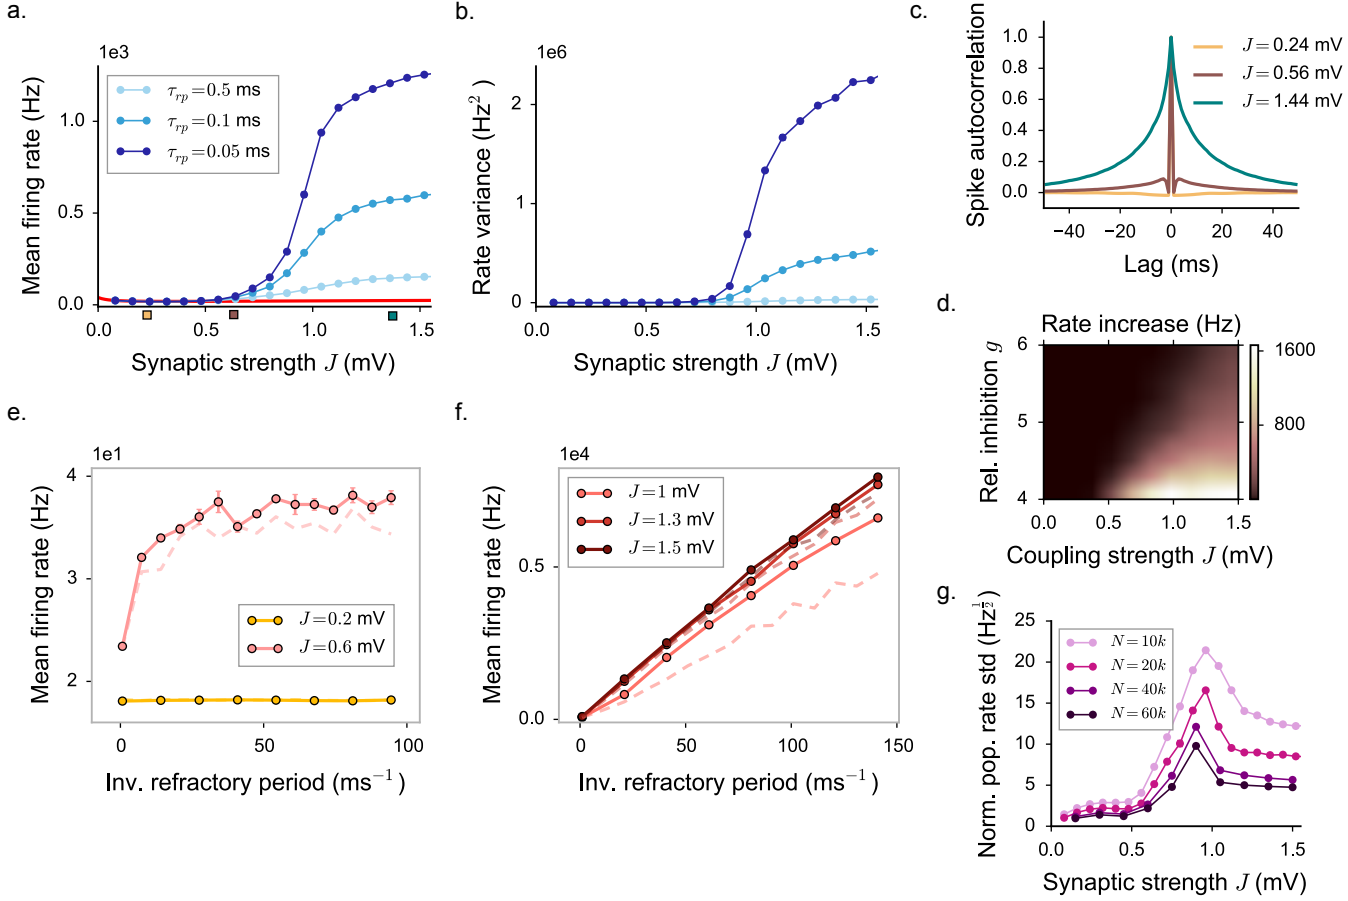 a.
1e3
Mean firing rate (Hz)
1.0
0.5
0.0
τrp=0.5 ms
τrp=0.1 ms
τrp=0.05 ms
0.0 0.5 1.0 1.5
Synaptic strength J (mV)
b.
1e6
Rate variance (Hz²)
2
1
0
0.0 0.5 1.0 1.5
Synaptic strength J (mV)
c.
Spike autocorrelation
1.0
0.8
0.6
0.4
0.2
0.0
J=0.24 mV
J=0.56 mV
J=1.44 mV
−40 −20 0 20 40
Lag (ms)
d.
Rate increase (Hz)
Rel. inhibition g
6
5
4
1600
800
0.0 0.5 1.0 1.5
Coupling strength J (mV)
e.
1e1
Mean firing rate (Hz)
4
3
2
J=0.2 mV
J=0.6 mV
0 50 100
Inv. refractory period (ms⁻¹)
f.
1e4
Mean firing rate (Hz)
0.5
0.0
J=1 mV
J=1.3 mV
J=1.5 mV
0 50 100 150
Inv. refractory period (ms⁻¹)
g.
Norm. pop. rate std (Hz^½)
25
20
15
10
5
0
N=10k
N=20k
N=40k
N=60k
0.0 0.5 1.0 1.5
Synaptic strength J (mV)